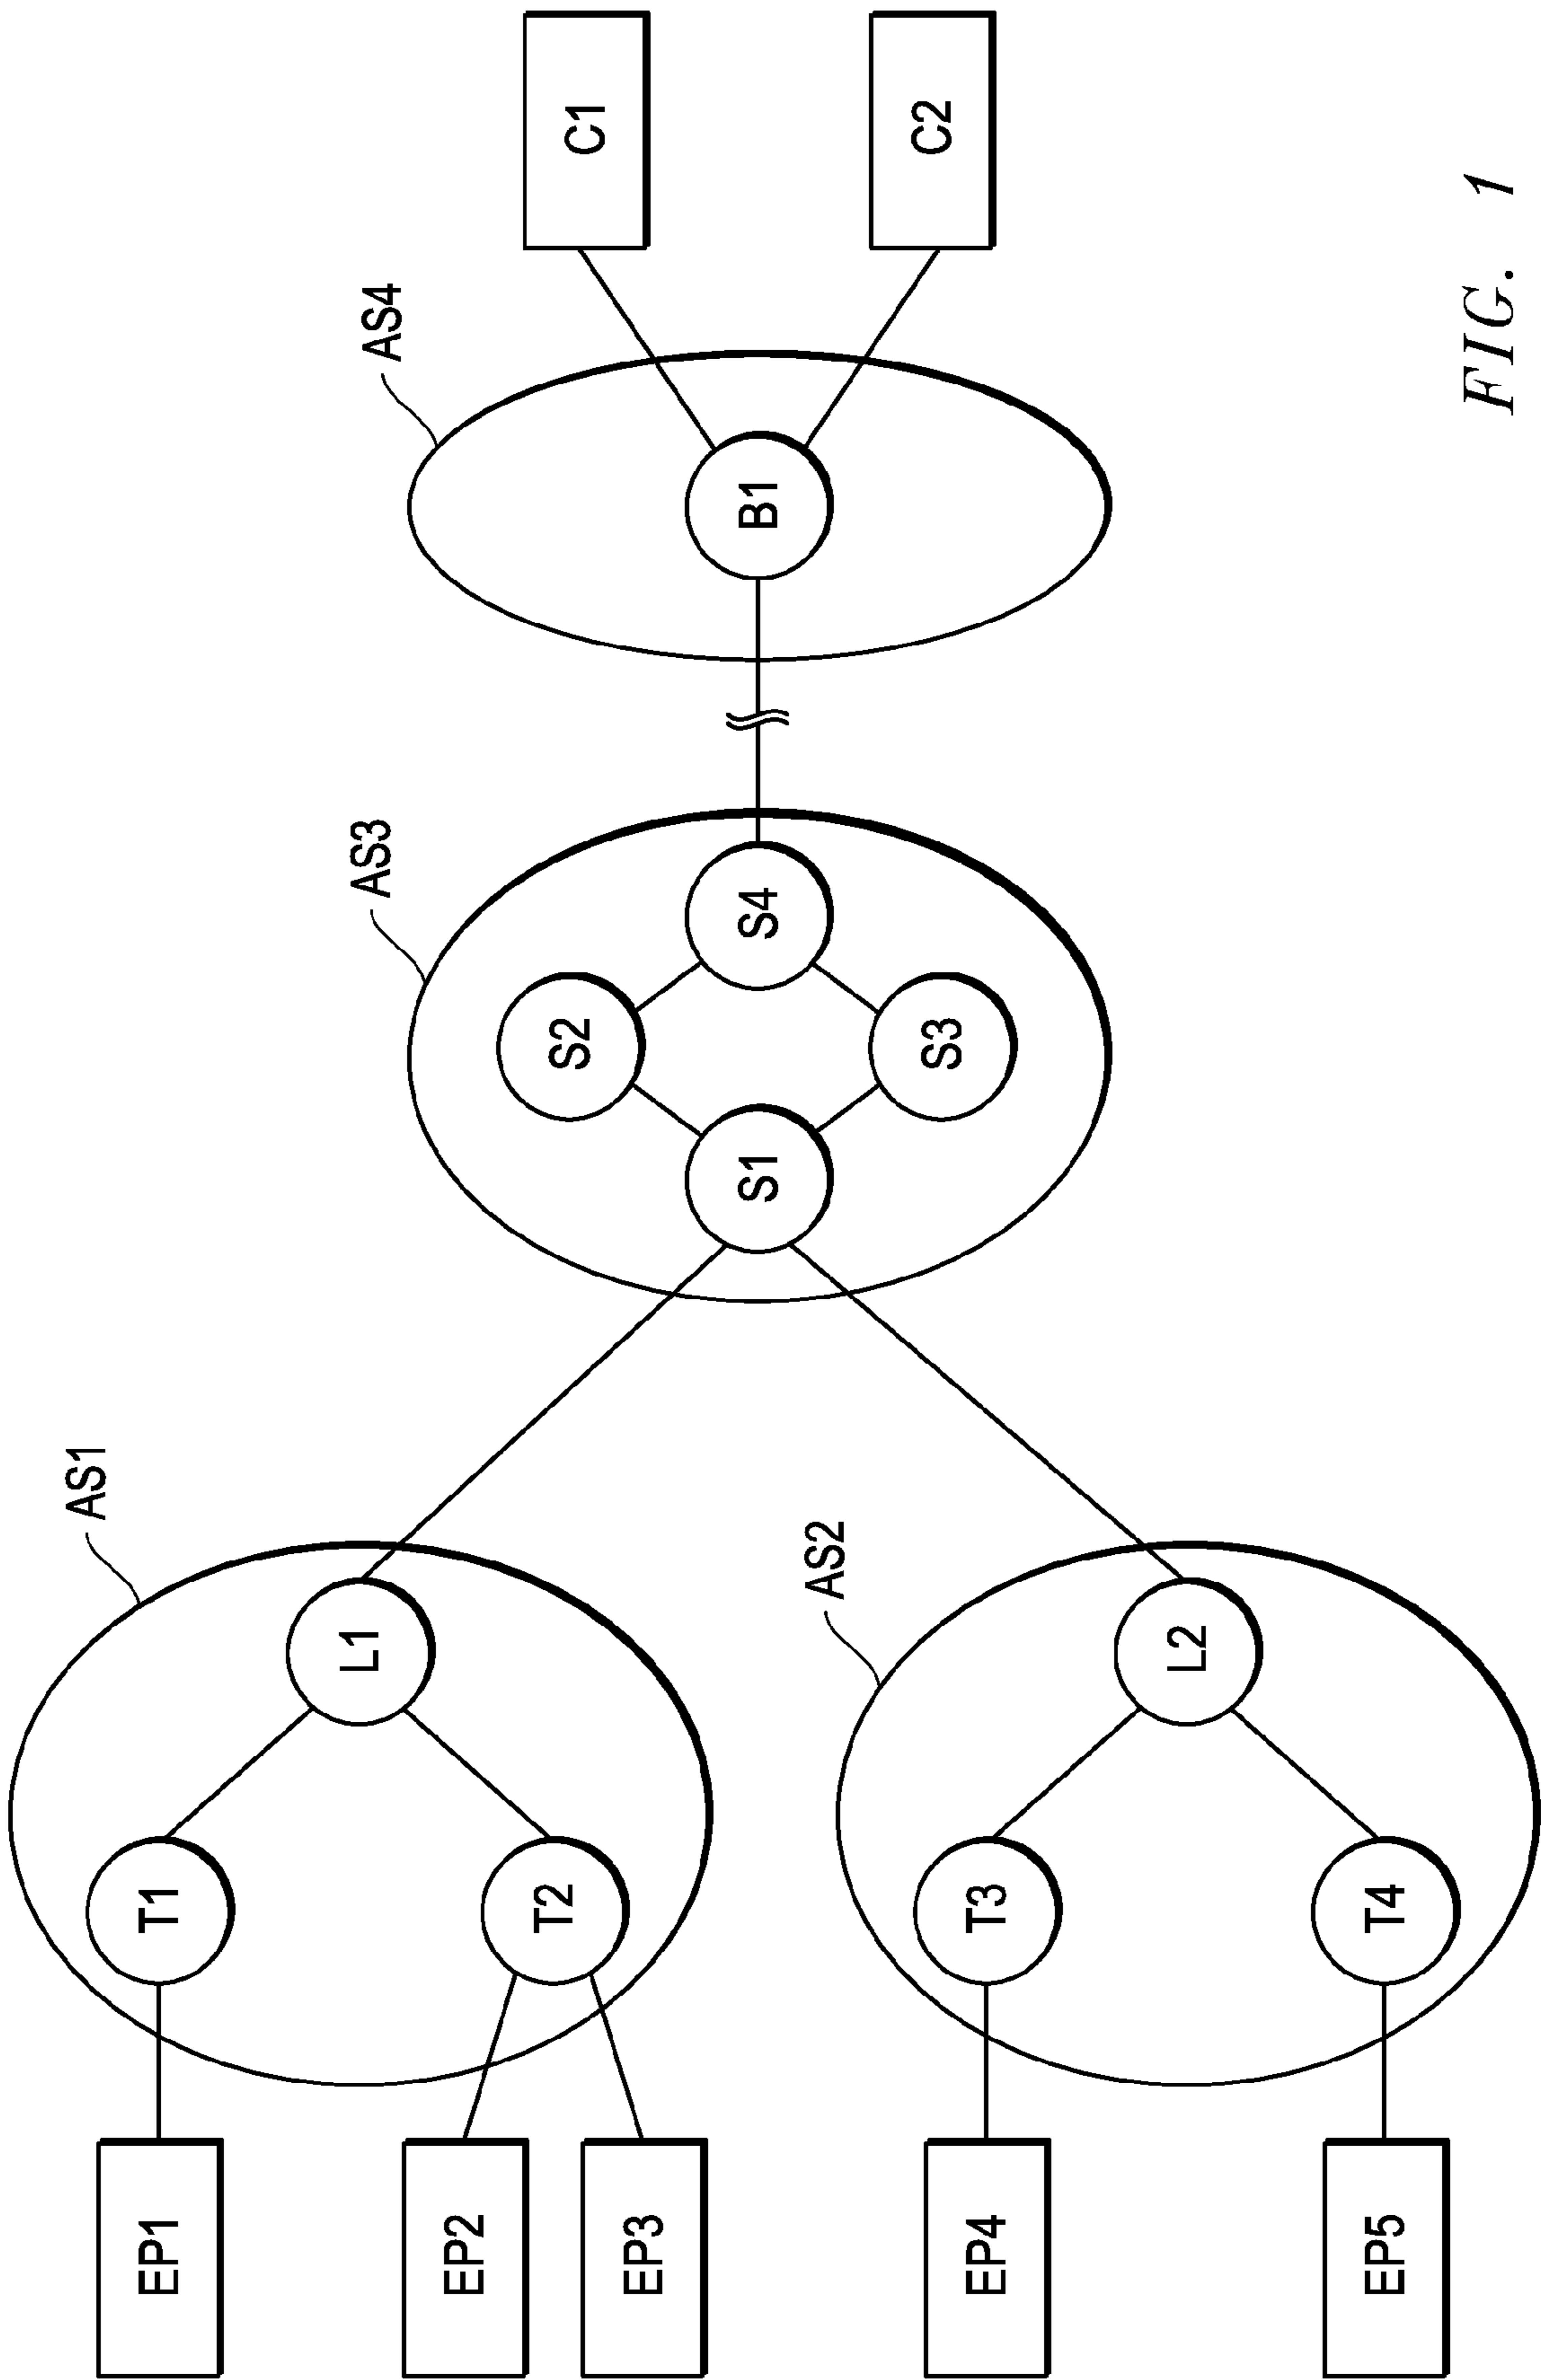 AS1
AS3
AS4
T1
L1
EP1
C1
S2
EP2
T2
EP3
S1
S4
B1
AS2
C2
S3
EP4
T3
L2
EP5
T4
FIG. 1